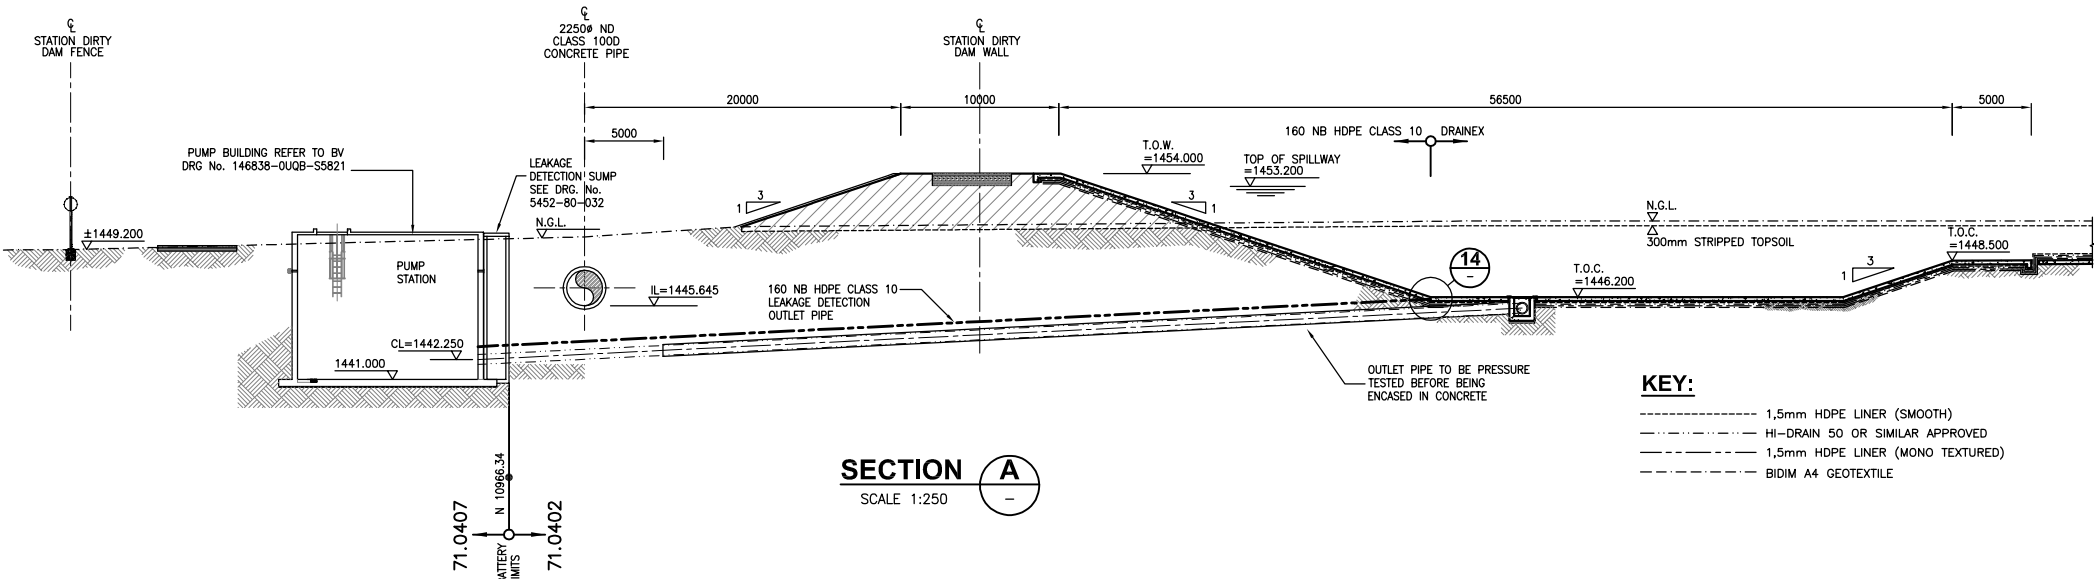 ℄
STATION DIRTY
DAM FENCE
℄
2250ø ND
CLASS 100D
CONCRETE PIPE
℄
STATION DIRTY
DAM WALL
20000
10000
56500
5000
5000
160 NB HDPE CLASS 10
DRAINEX
PUMP BUILDING REFER TO BV
DRG No. 146838-0UQB-S5821
LEAKAGE
DETECTION SUMP
SEE DRG. No.
5452-80-032
T.O.W.
=1454.000
TOP OF SPILLWAY
=1453.200
3
1
3
1
N.G.L.
N.G.L.
300mm STRIPPED TOPSOIL
±1449.200
T.O.C.
=1448.500
PUMP
STATION
14
-
3
1
T.O.C.
=1446.200
IL=1445.645
160 NB HDPE CLASS 10
LEAKAGE DETECTION
OUTLET PIPE
CL=1442.250
1441.000
OUTLET PIPE TO BE PRESSURE
TESTED BEFORE BEING
ENCASED IN CONCRETE
KEY:
1,5mm HDPE LINER (SMOOTH)
HI-DRAIN 50 OR SIMILAR APPROVED
1,5mm HDPE LINER (MONO TEXTURED)
BIDIM A4 GEOTEXTILE
SECTION
A
-
SCALE 1:250
N 10966.34
71.0407
71.0402